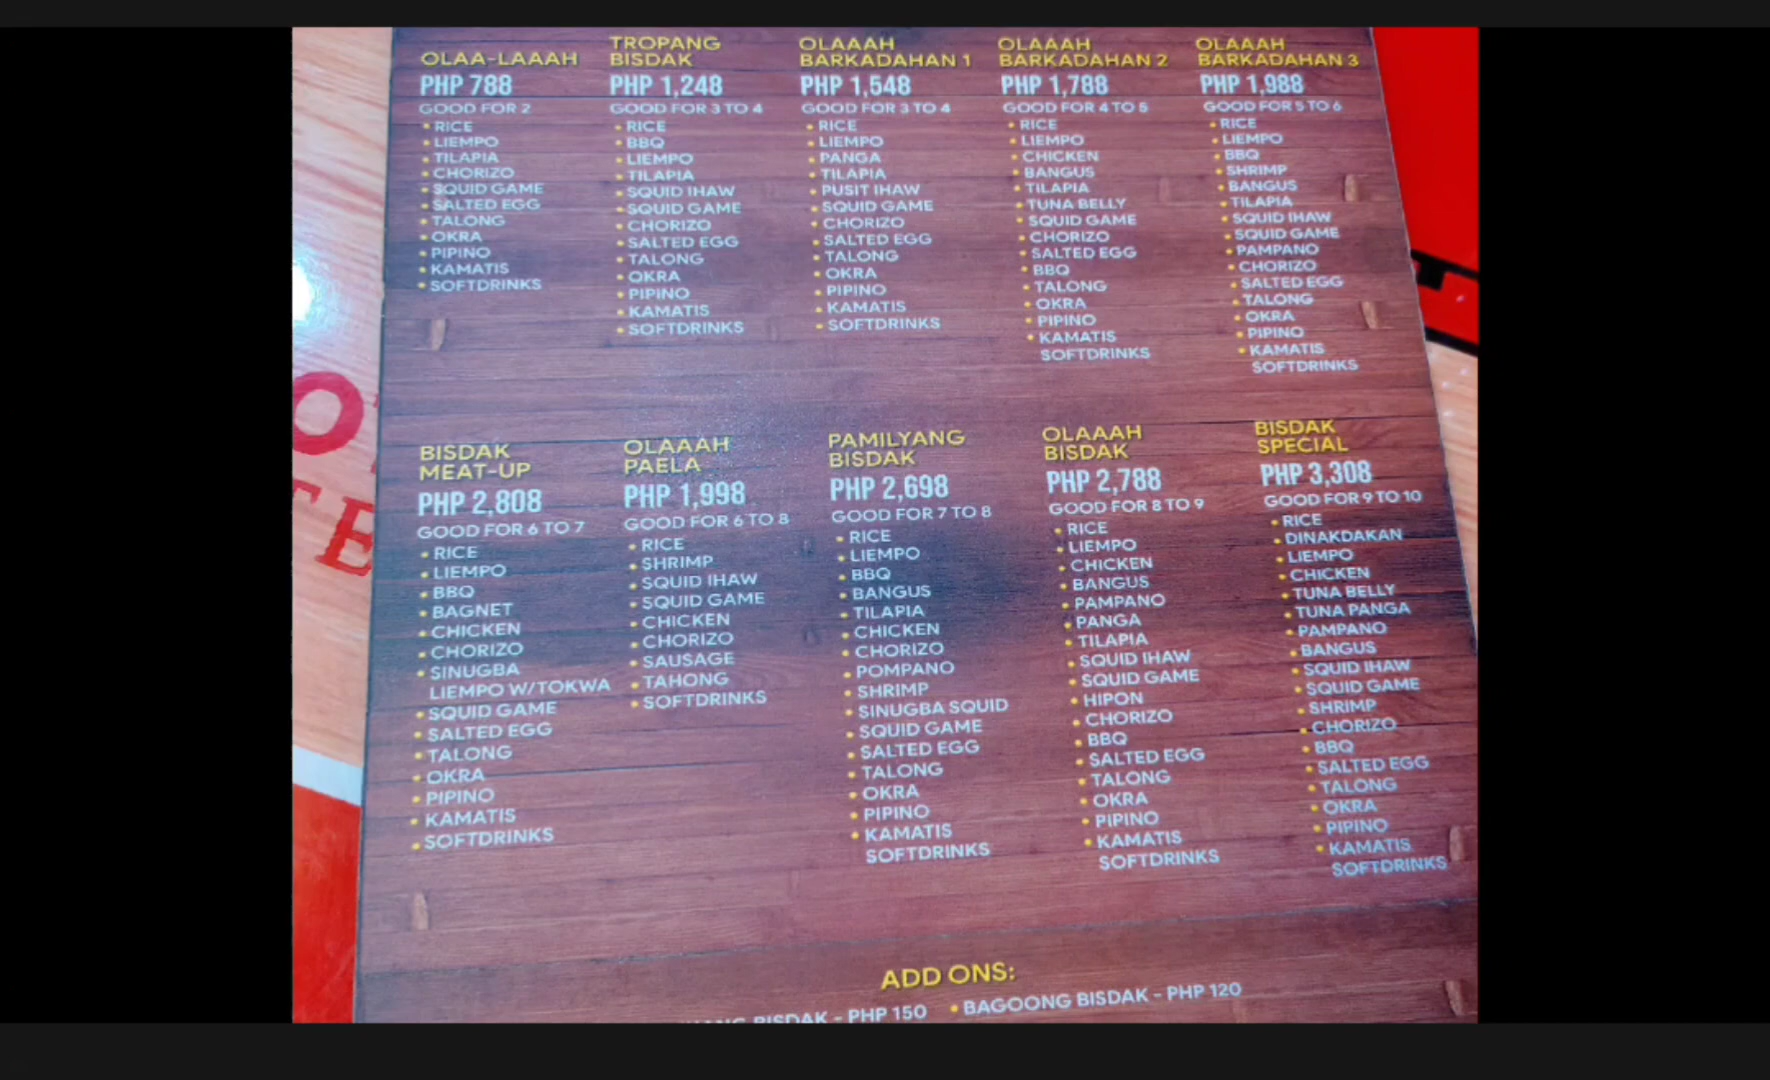 OLAA-LAAAH
PHP 788
GOOD FOR 2
• RICE
• LIEMPO
• TILAPIA
• CHORIZO
• SQUID GAME
• SALTED EGG
• TALONG
• OKRA
• PIPINO
• KAMATIS
• SOFTDRINKS
TROPANG
BISDAK
PHP 1,248
GOOD FOR 3 TO 4
• RICE
• BBQ
• LIEMPO
• TILAPIA
• SQUID IHAW
• SQUID GAME
• CHORIZO
• SALTED EGG
• TALONG
• OKRA
• PIPINO
• KAMATIS
• SOFTDRINKS
OLAAAH
BARKADAHAN 1
PHP 1,548
GOOD FOR 3 TO 4
• RICE
• LIEMPO
• PANGA
• TILAPIA
• PUSIT IHAW
• SQUID GAME
• CHORIZO
• SALTED EGG
• TALONG
• OKRA
• PIPINO
• KAMATIS
• SOFTDRINKS
OLAAAH
BARKADAHAN 2
PHP 1,788
GOOD FOR 4 TO 5
• RICE
• LIEMPO
• CHICKEN
• BANGUS
• TILAPIA
• TUNA BELLY
• SQUID GAME
• CHORIZO
• SALTED EGG
• BBQ
• TALONG
• OKRA
• PIPINO
• KAMATIS
SOFTDRINKS
OLAAAH
BARKADAHAN 3
PHP 1,988
GOOD FOR 5 TO 6
• RICE
• LIEMPO
• BBQ
• SHRIMP
• BANGUS
• TILAPIA
• SQUID IHAW
• SQUID GAME
• PAMPANO
• CHORIZO
• SALTED EGG
• TALONG
• OKRA
• PIPINO
• KAMATIS
SOFTDRINKS
BISDAK
MEAT-UP
PHP 2,808
GOOD FOR 6 TO 7
• RICE
• LIEMPO
• BBQ
• BAGNET
• CHICKEN
• CHORIZO
• SINUGBA
LIEMPO W/TOKWA
• SQUID GAME
• SALTED EGG
• TALONG
• OKRA
• PIPINO
• KAMATIS
• SOFTDRINKS
OLAAAH
PAELA
PHP 1,998
GOOD FOR 6 TO 8
• RICE
• SHRIMP
• SQUID IHAW
• SQUID GAME
• CHICKEN
• CHORIZO
• SAUSAGE
• TAHONG
• SOFTDRINKS
PAMILYANG
BISDAK
PHP 2,698
GOOD FOR 7 TO 8
• RICE
• LIEMPO
• BBQ
• BANGUS
• TILAPIA
• CHICKEN
• CHORIZO
• POMPANO
• SHRIMP
• SINUGBA SQUID
• SQUID GAME
• SALTED EGG
• TALONG
• OKRA
• PIPINO
• KAMATIS
SOFTDRINKS
OLAAAH
BISDAK
PHP 2,788
GOOD FOR 8 TO 9
• RICE
• LIEMPO
• CHICKEN
• BANGUS
• PAMPANO
• PANGA
• TILAPIA
• SQUID IHAW
• SQUID GAME
• HIPON
• CHORIZO
• BBQ
• SALTED EGG
• TALONG
• OKRA
• PIPINO
• KAMATIS
SOFTDRINKS
BISDAK
SPECIAL
PHP 3,308
GOOD FOR 9 TO 10
• RICE
• DINAKDAKAN
• LIEMPO
• CHICKEN
• TUNA BELLY
• TUNA PANGA
• PAMPANO
• BANGUS
• SQUID IHAW
• SQUID GAME
• SHRIMP
• CHORIZO
• BBQ
• SALTED EGG
• TALONG
• OKRA
• PIPINO
• KAMATIS
SOFTDRINKS
ADD ONS:
BISDAK - PHP 150 • BAGOONG BISDAK - PHP 120